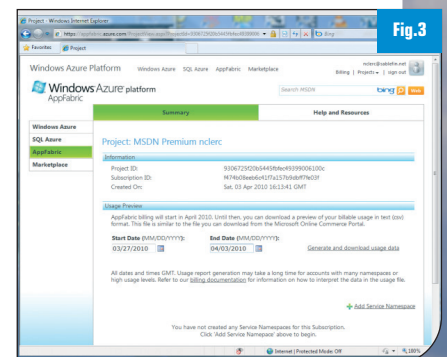 Fig.3
Project - Windows Internet Explorer
Favorites Project
Windows Azure Platform Windows Azure SQL Azure AppFabric Marketplace
Billing | Projects | sign out
Windows Azure platform
AppFabric
Search MSDN bing Web
Summary Help and Resources
Windows Azure
SQL Azure
AppFabric
Marketplace
Project: MSDN Premium nclerc
Information
Project ID:
Subscription ID:
Created On: Sat, 03 Apr 2010 16:13:41 GMT
Usage Preview
AppFabric billing will start in April 2010. Until then, you can download a preview of your billable usage in text (csv)
format. This file is similar to the file you can download from the Microsoft Online Commerce Portal.
Start Date (MM/DD/YYYY): End Date (MM/DD/YYYY):
03/27/2010 04/03/2010 Generate and download usage data
All dates and times GMT. Usage report generation may take a long time for accounts with many namespaces or
high usage levels. Refer to our billing documentation for information on how to interpret the data in the usage file.
Add Service Namespace
You have not created any Service Namespaces for this Subscription.
Click 'Add Service Namespace' above to begin.
Internet | Protected Mode: Off 100%